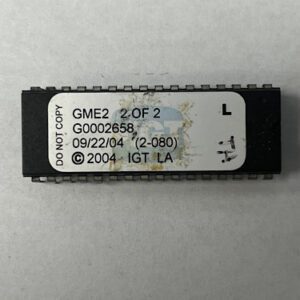 DO NOT COPY
GME2 2 OF 2
G0002658
09/22/04 (2-080)
© 2004 IGT LA
L